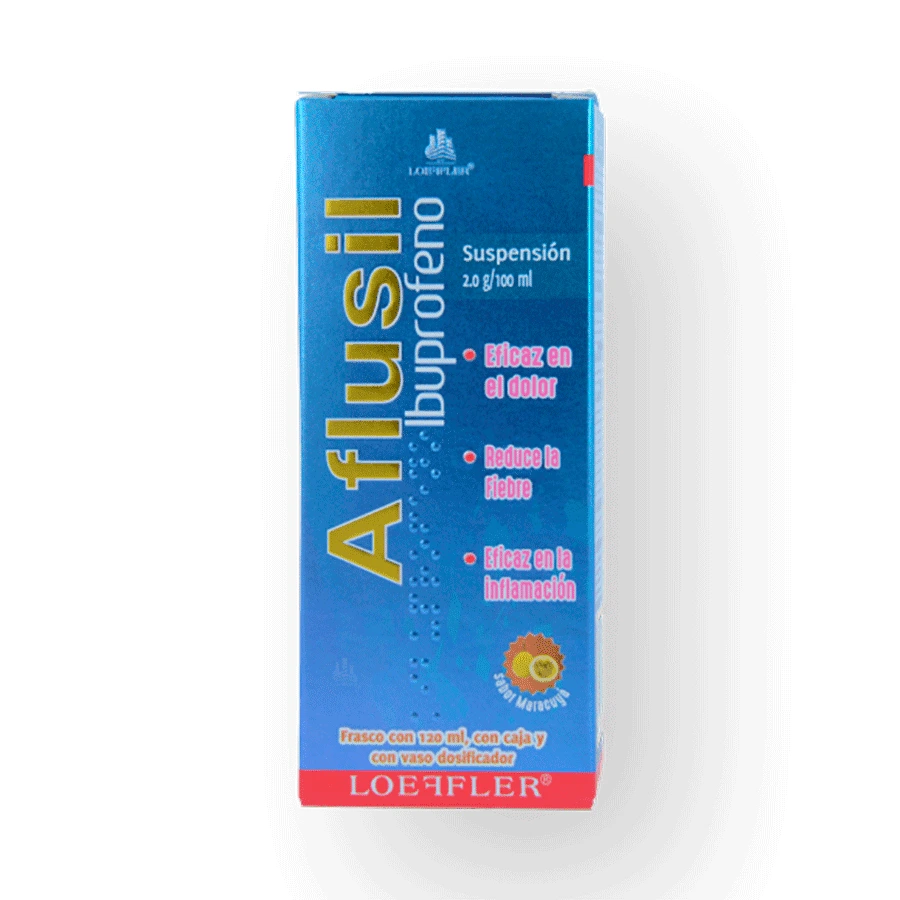 LOEFFLER®
Aflusil
Ibuprofeno
Suspensión
2.0 g/100 ml
• Eficaz en
el dolor
• Reduce la
Fiebre
• Eficaz en la
inflamación
Sabor Maracuyá
Frasco con 120 ml, con caja y
con vaso dosificador
LOEFFLER®